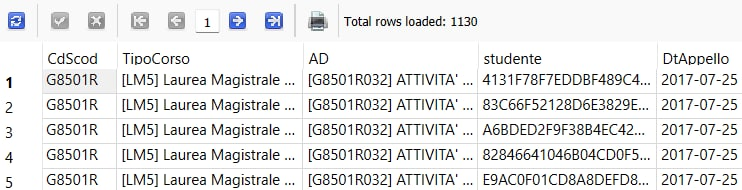 1 Total rows loaded: 1130
CdScod TipoCorso AD studente DtAppello
1 G8501R [LM5] Laurea Magistrale ... [G8501R032] ATTIVITA' ... 4131F78F7EDDBF489C4... 2017-07-25
2 G8501R [LM5] Laurea Magistrale ... [G8501R032] ATTIVITA' ... 83C66F52128D6E3829E... 2017-07-25
3 G8501R [LM5] Laurea Magistrale ... [G8501R032] ATTIVITA' ... A6BDED2F9F38B4EC42... 2017-07-25
4 G8501R [LM5] Laurea Magistrale ... [G8501R032] ATTIVITA' ... 82846641046B04CD0F5... 2017-07-25
5 G8501R [LM5] Laurea Magistrale ... [G8501R032] ATTIVITA' ... E9AC0F01CD8A8DEFD8... 2017-07-25